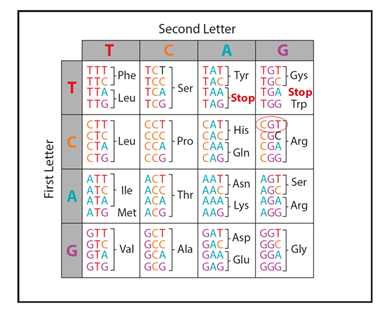 Second Letter
T C A G
First Letter
T
TTT
TTC
TTA
TTG
Phe
Leu
TCT
TCC
TCA
TCG
Ser
TAT
TAC
TAA
TAG
Tyr
Stop
TGT
TGC
TGA
TGG
Gys
Stop
Trp
C
CTT
CTC
CTA
CTG
Leu
CCT
CCC
CCA
CCG
Pro
CAT
CAC
CAA
CAG
His
Gln
CGT
CGC
CGA
CGG
Arg
A
ATT
ATC
ATA
ATG
Ile
Met
ACT
ACC
ACA
ACG
Thr
AAT
AAC
AAA
AAG
Asn
Lys
AGT
AGC
AGA
AGG
Ser
Arg
G
GTT
GTC
GTA
GTG
Val
GCT
GCC
GCA
GCG
Ala
GAT
GAC
GAA
GAG
Asp
Glu
GGT
GGC
GGA
GGG
Gly